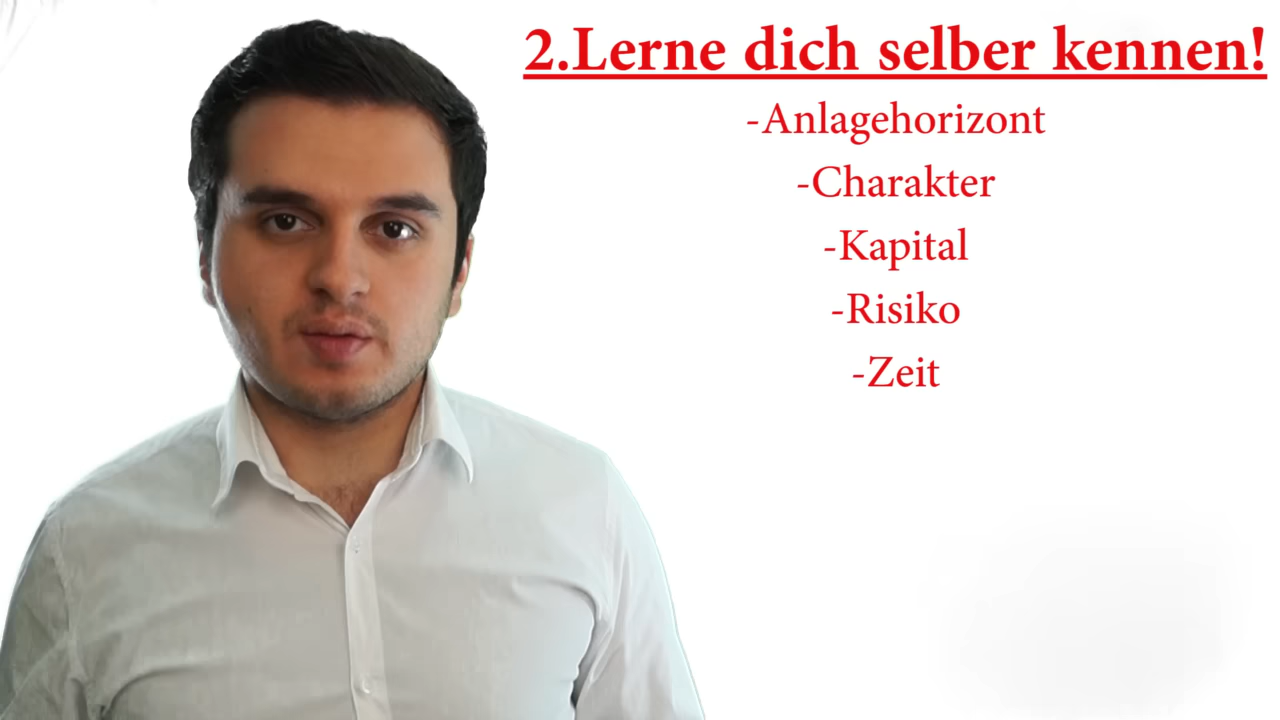 2.Lerne dich selber kennen!
-Anlagehorizont
-Charakter
-Kapital
-Risiko
-Zeit